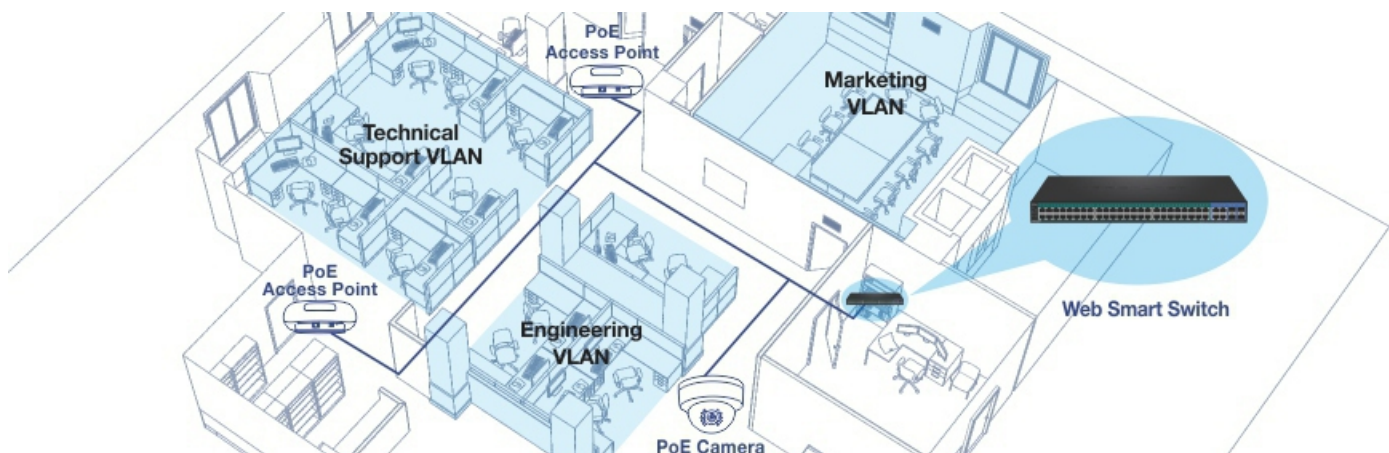 PoE
Access Point
Marketing
VLAN
Technical
Support VLAN
PoE
Access Point
Web Smart Switch
Engineering
VLAN
PoE Camera